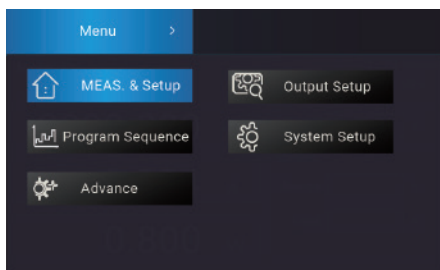 Menu >
MEAS. & Setup
Output Setup
Program Sequence
System Setup
Advance